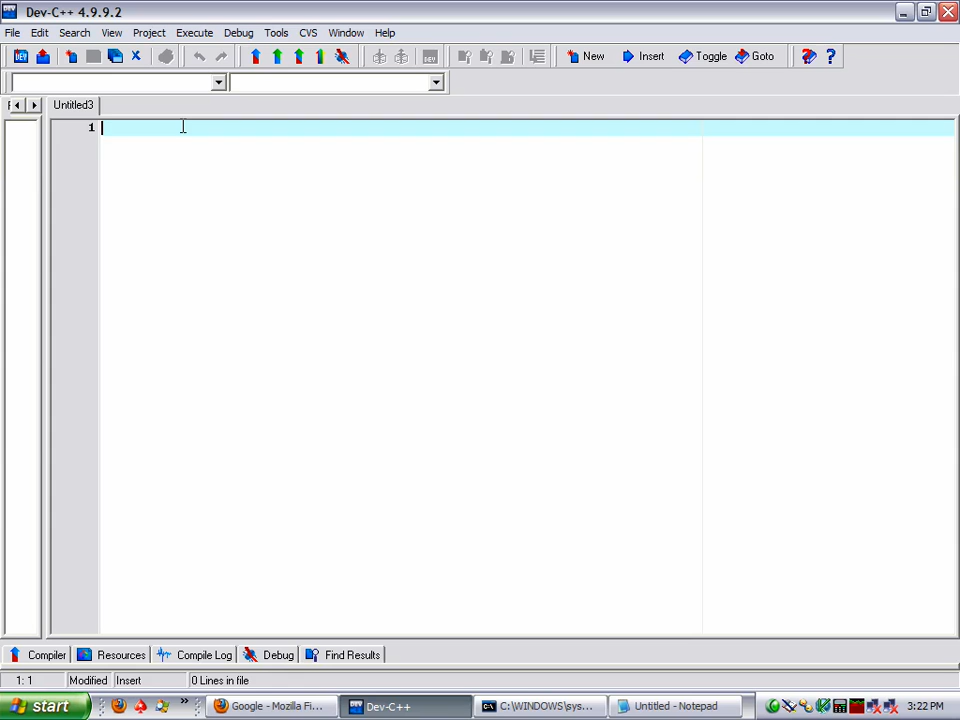 Dev-C++ 4.9.9.2
File Edit Search View Project Execute Debug Tools CVS Window Help
New Insert Toggle Goto
Untitled3
1
Compiler Resources Compile Log Debug Find Results
1: 1 Modified Insert 0 Lines in file
start Google - Mozilla Fi... Dev-C++ C:\WINDOWS\sys... Untitled - Notepad 3:22 PM